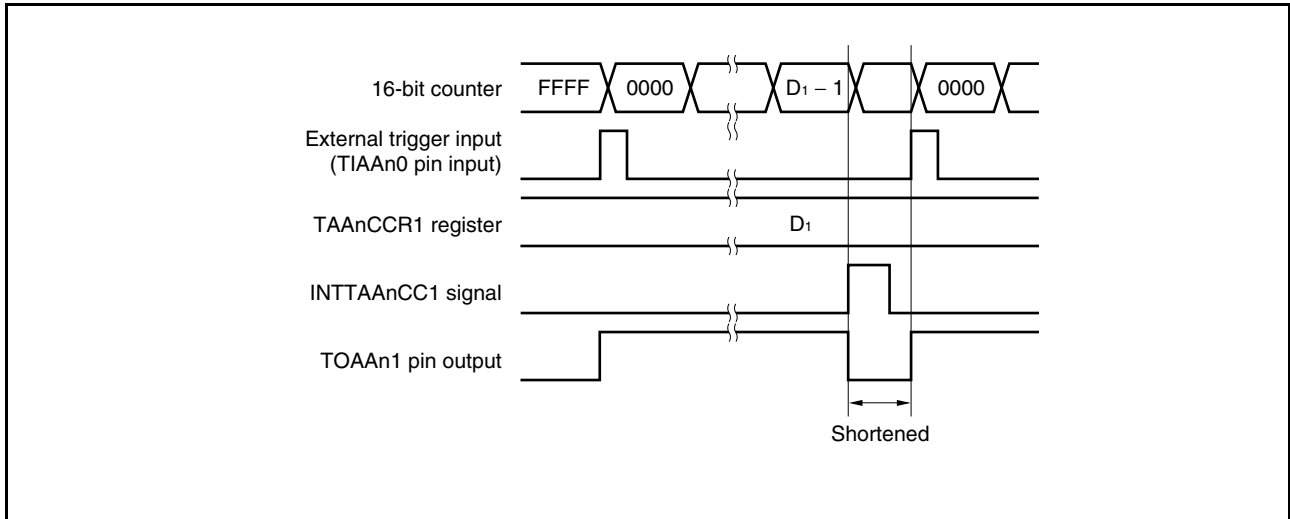 16-bit counter FFFF 0000 D₁ – 1 0000
External trigger input
(TIAAn0 pin input)
TAAnCCR1 register D₁
INTTAAnCC1 signal
TOAAn1 pin output
Shortened